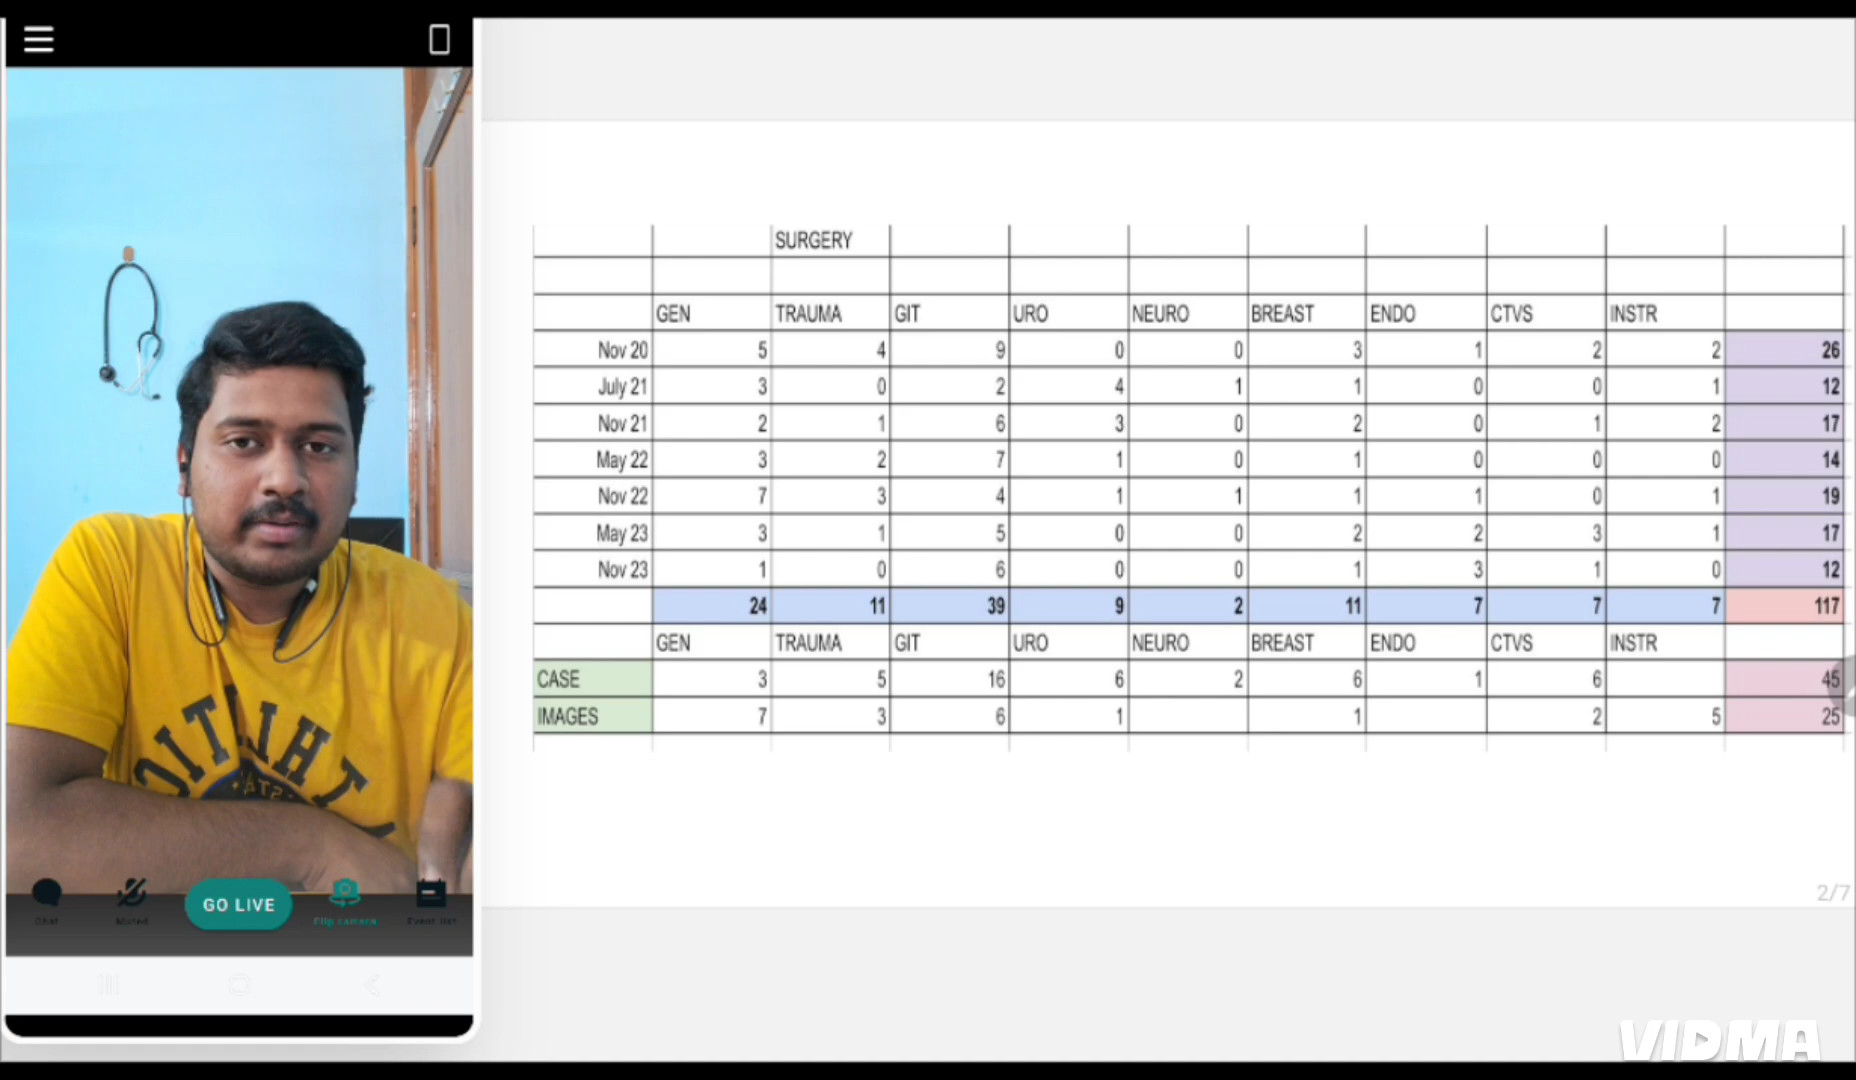 SURGERY
GEN TRAUMA GIT URO NEURO BREAST ENDO CTVS INSTR
Nov 20 5 4 9 0 0 3 1 2 2 26
July 21 3 0 2 4 1 1 0 0 1 12
Nov 21 2 1 6 3 0 2 0 1 2 17
May 22 3 2 7 1 0 1 0 0 0 14
Nov 22 7 3 4 1 1 1 1 0 1 19
May 23 3 1 5 0 0 2 2 3 1 17
Nov 23 1 0 6 0 0 1 3 1 0 12
24 11 39 9 2 11 7 7 7 117
GEN TRAUMA GIT URO NEURO BREAST ENDO CTVS INSTR
CASE 3 5 16 6 2 6 1 6 45
IMAGES 7 3 6 1 1 2 5 25
2/7
GO LIVE
Chat Muted Flip camera Event list
VIDMA